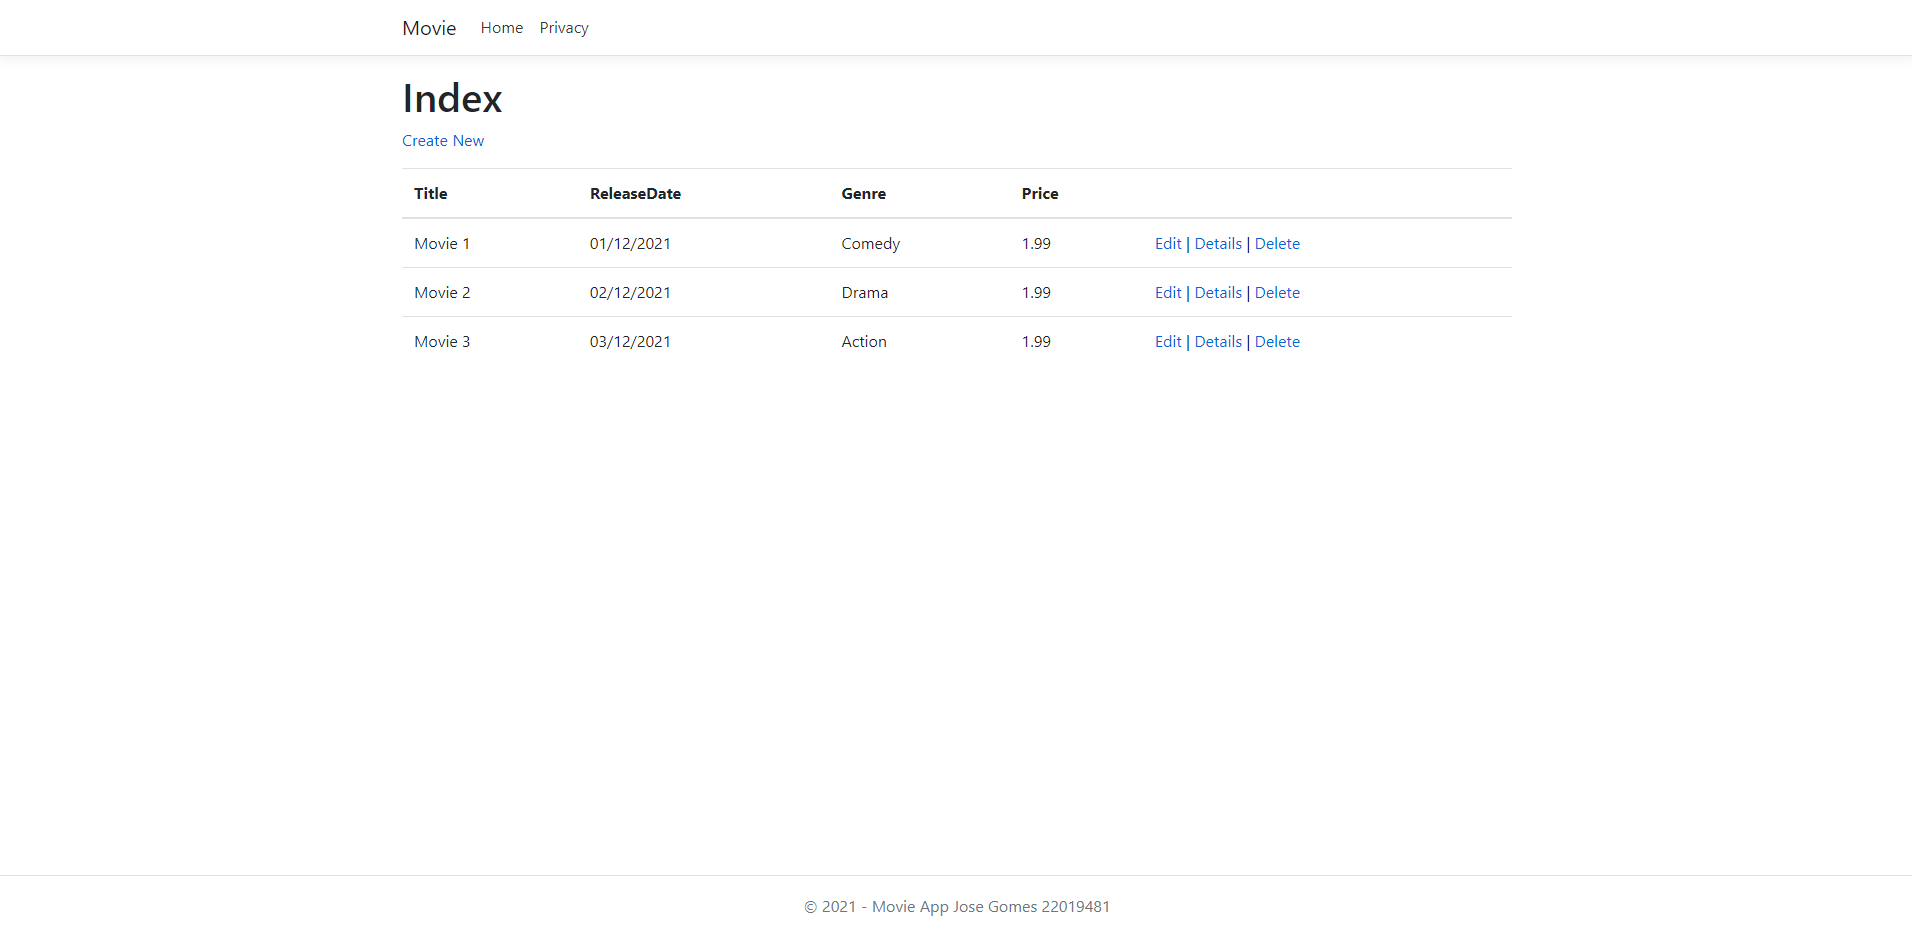 Movie Home Privacy
Index
Create New
Title ReleaseDate Genre Price
Movie 1 01/12/2021 Comedy 1.99 Edit | Details | Delete
Movie 2 02/12/2021 Drama 1.99 Edit | Details | Delete
Movie 3 03/12/2021 Action 1.99 Edit | Details | Delete
© 2021 - Movie App Jose Gomes 22019481